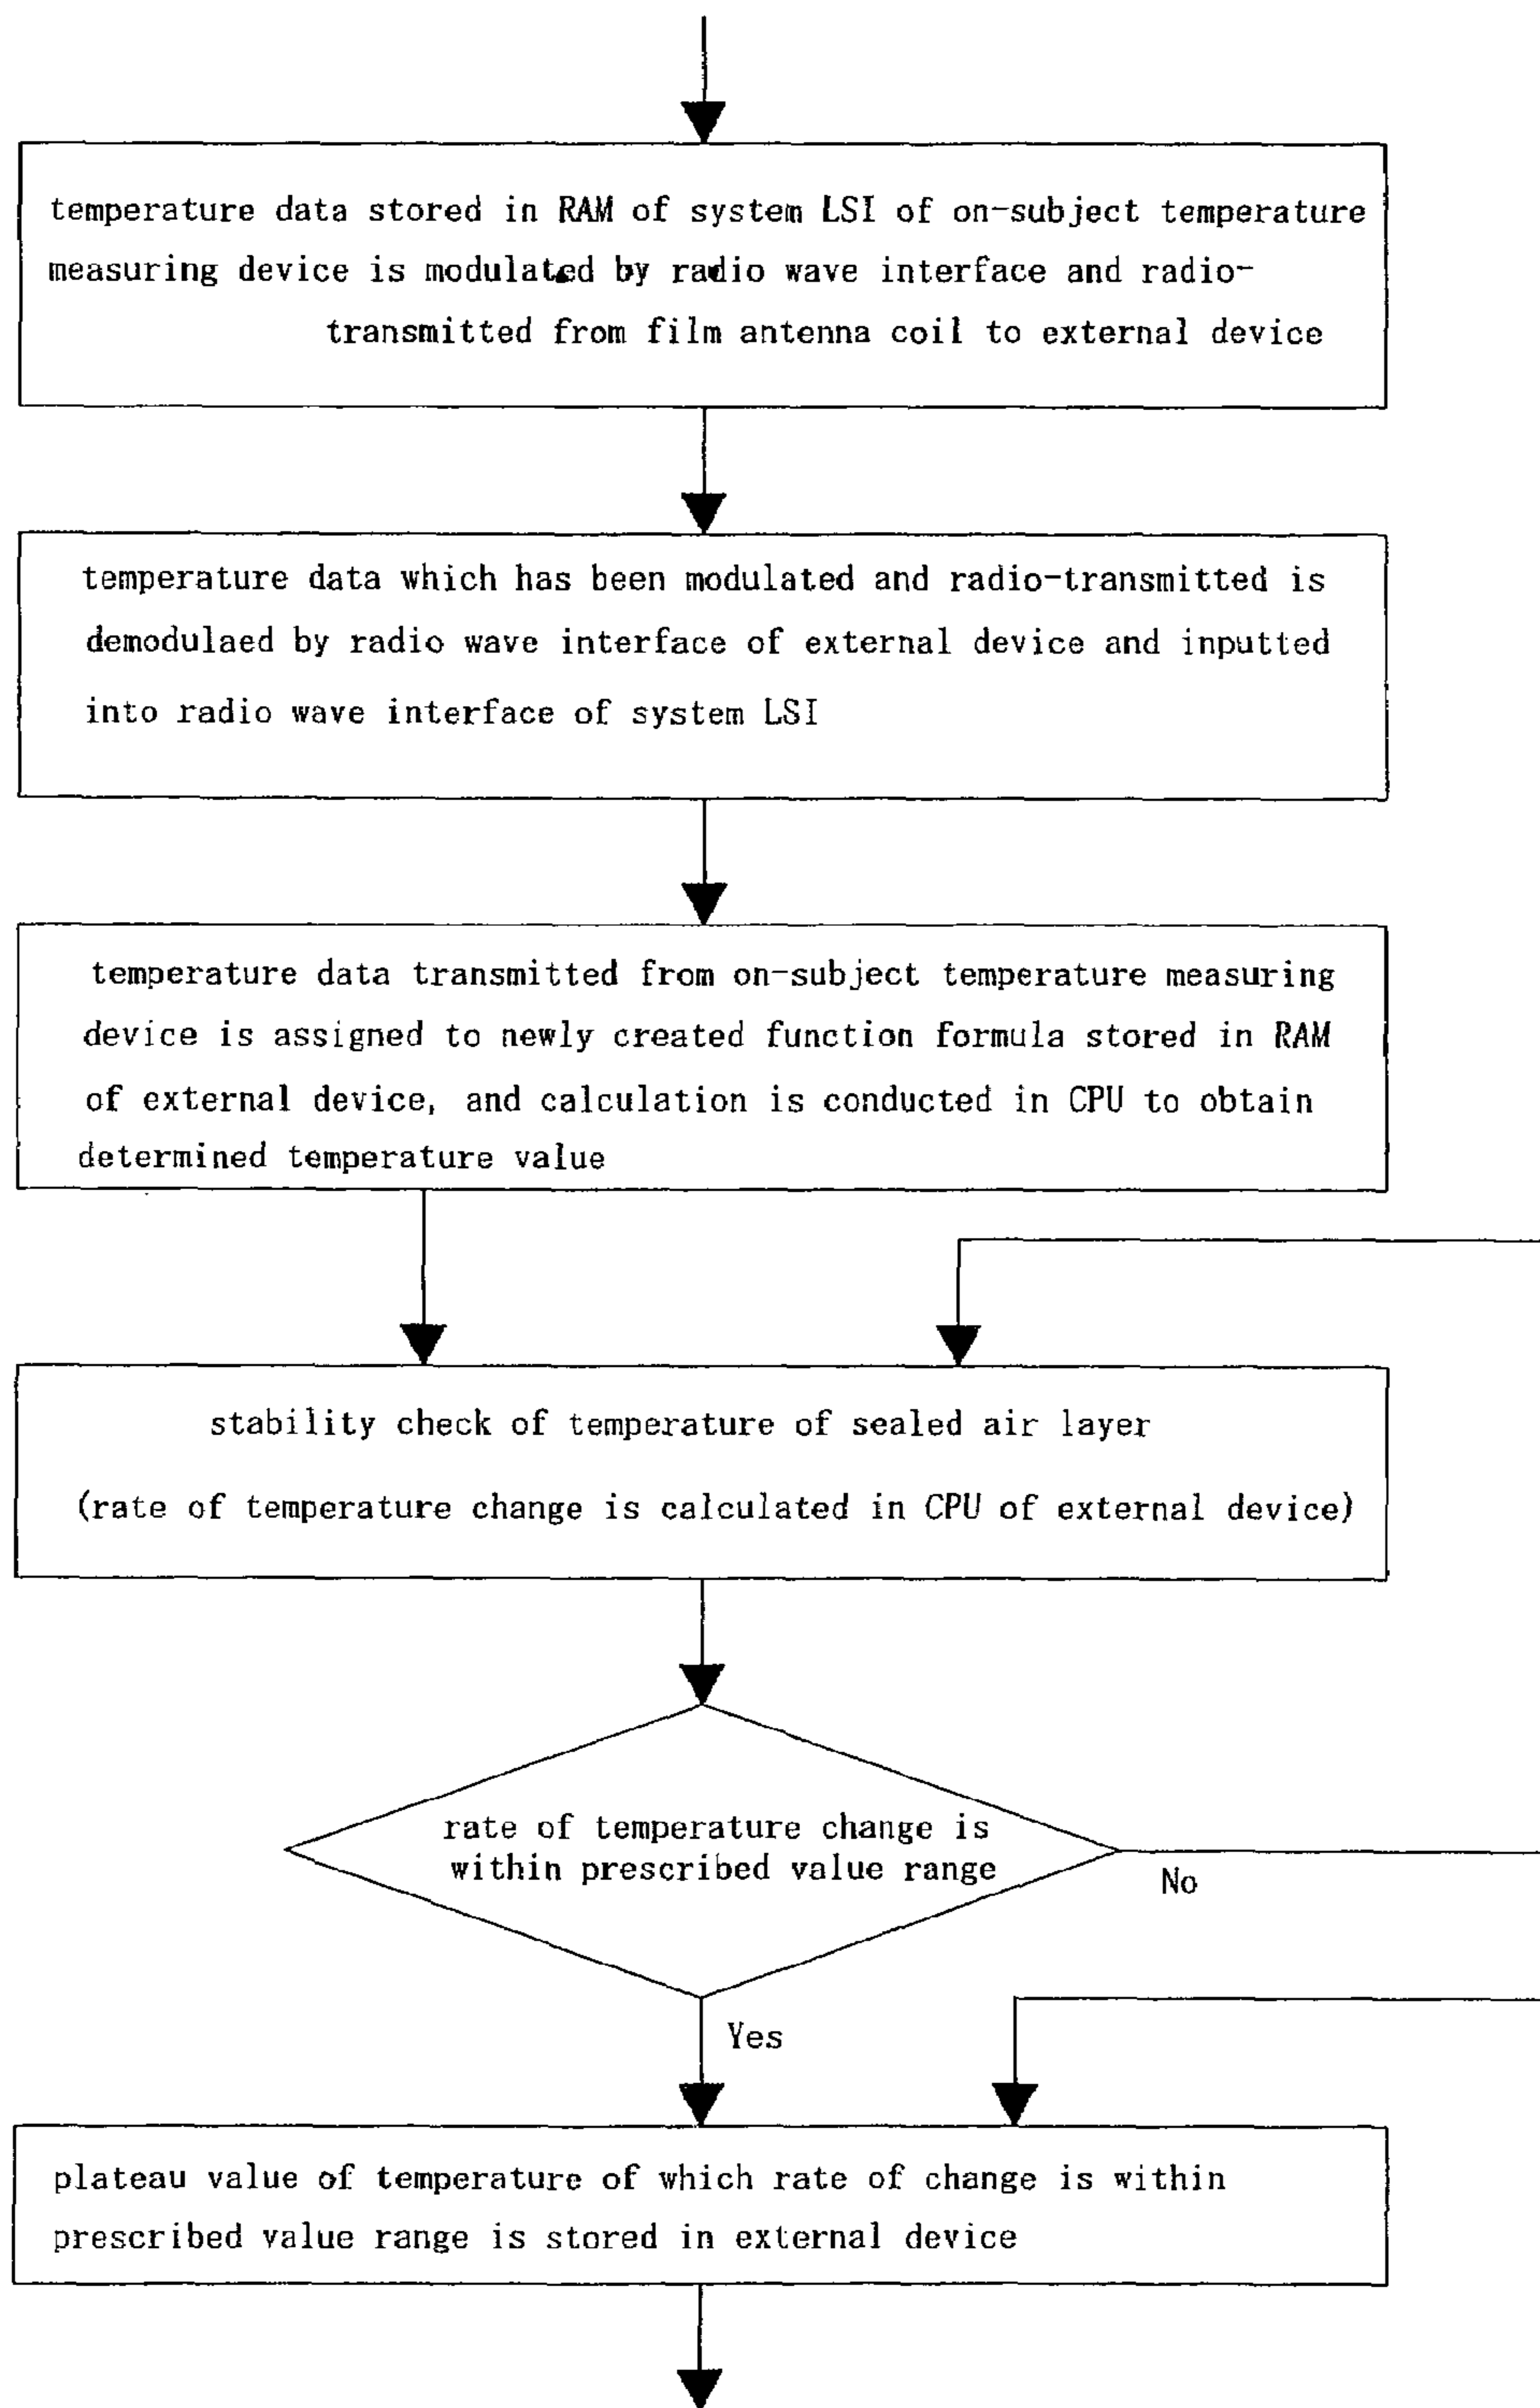 temperature data stored in RAM of system LSI of on-subject temperature
measuring device is modulated by radio wave interface and radio-
transmitted from film antenna coil to external device
temperature data which has been modulated and radio-transmitted is
demodulaed by radio wave interface of external device and inputted
into radio wave interface of system LSI
temperature data transmitted from on-subject temperature measuring
device is assigned to newly created function formula stored in RAM
of external device, and calculation is conducted in CPU to obtain
determined temperature value
stability check of temperature of sealed air layer
(rate of temperature change is calculated in CPU of external device)
rate of temperature change is
within prescribed value range
No
Yes
plateau value of temperature of which rate of change is within
prescribed value range is stored in external device